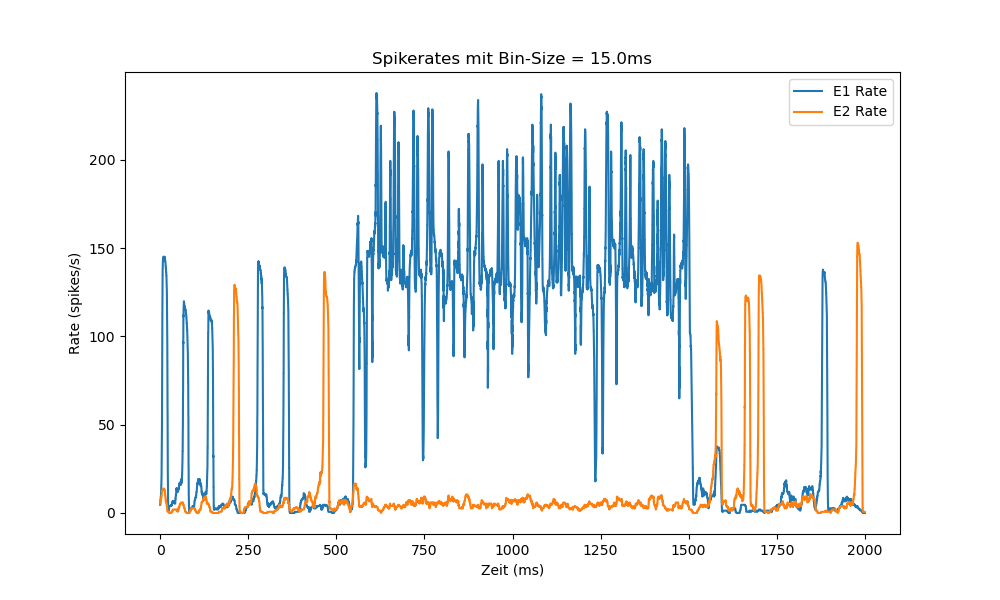 Spikerates mit Bin-Size = 15.0ms
E1 Rate
E2 Rate
Rate (spikes/s)
200
150
100
50
0
0 250 500 750 1000 1250 1500 1750 2000
Zeit (ms)